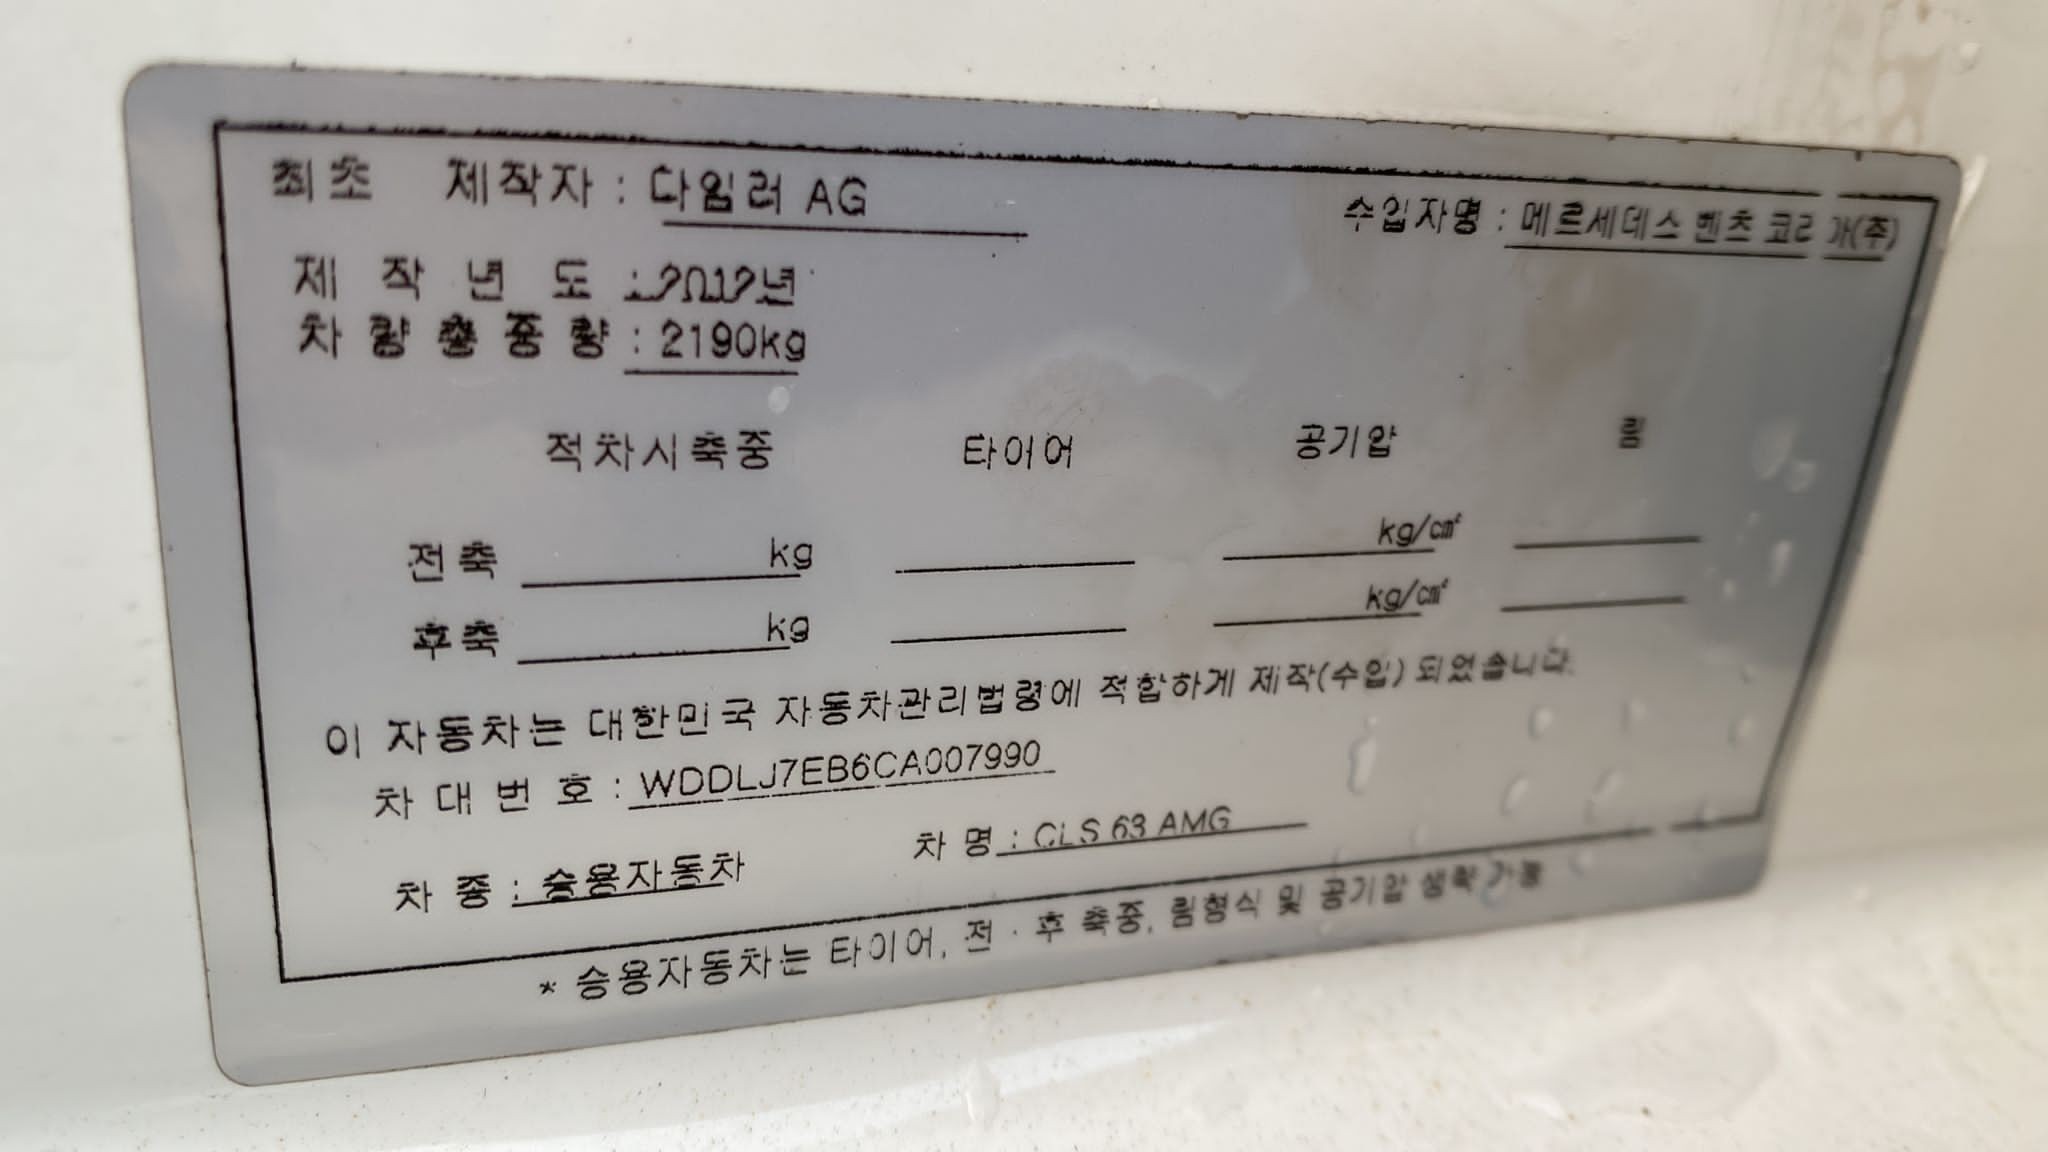 최초 제작자 : 다임러 AG
수입자명 : 메르세데스 벤츠 코리아(주)
제작년도 : 2012년
차량총중량 : 2190kg
적차시축중 타이어 공기압 림
전축 kg kg/㎠
후축 kg kg/㎠
이 자동차는 대한민국 자동차관리법령에 적합하게 제작(수입) 되었습니다.
차대번호 : WDDLJ7EB6CA007990
차종 : 승용자동차
차명 : CLS 63 AMG
* 승용자동차는 타이어, 전 · 후 축중, 림형식 및 공기압 생략 가능